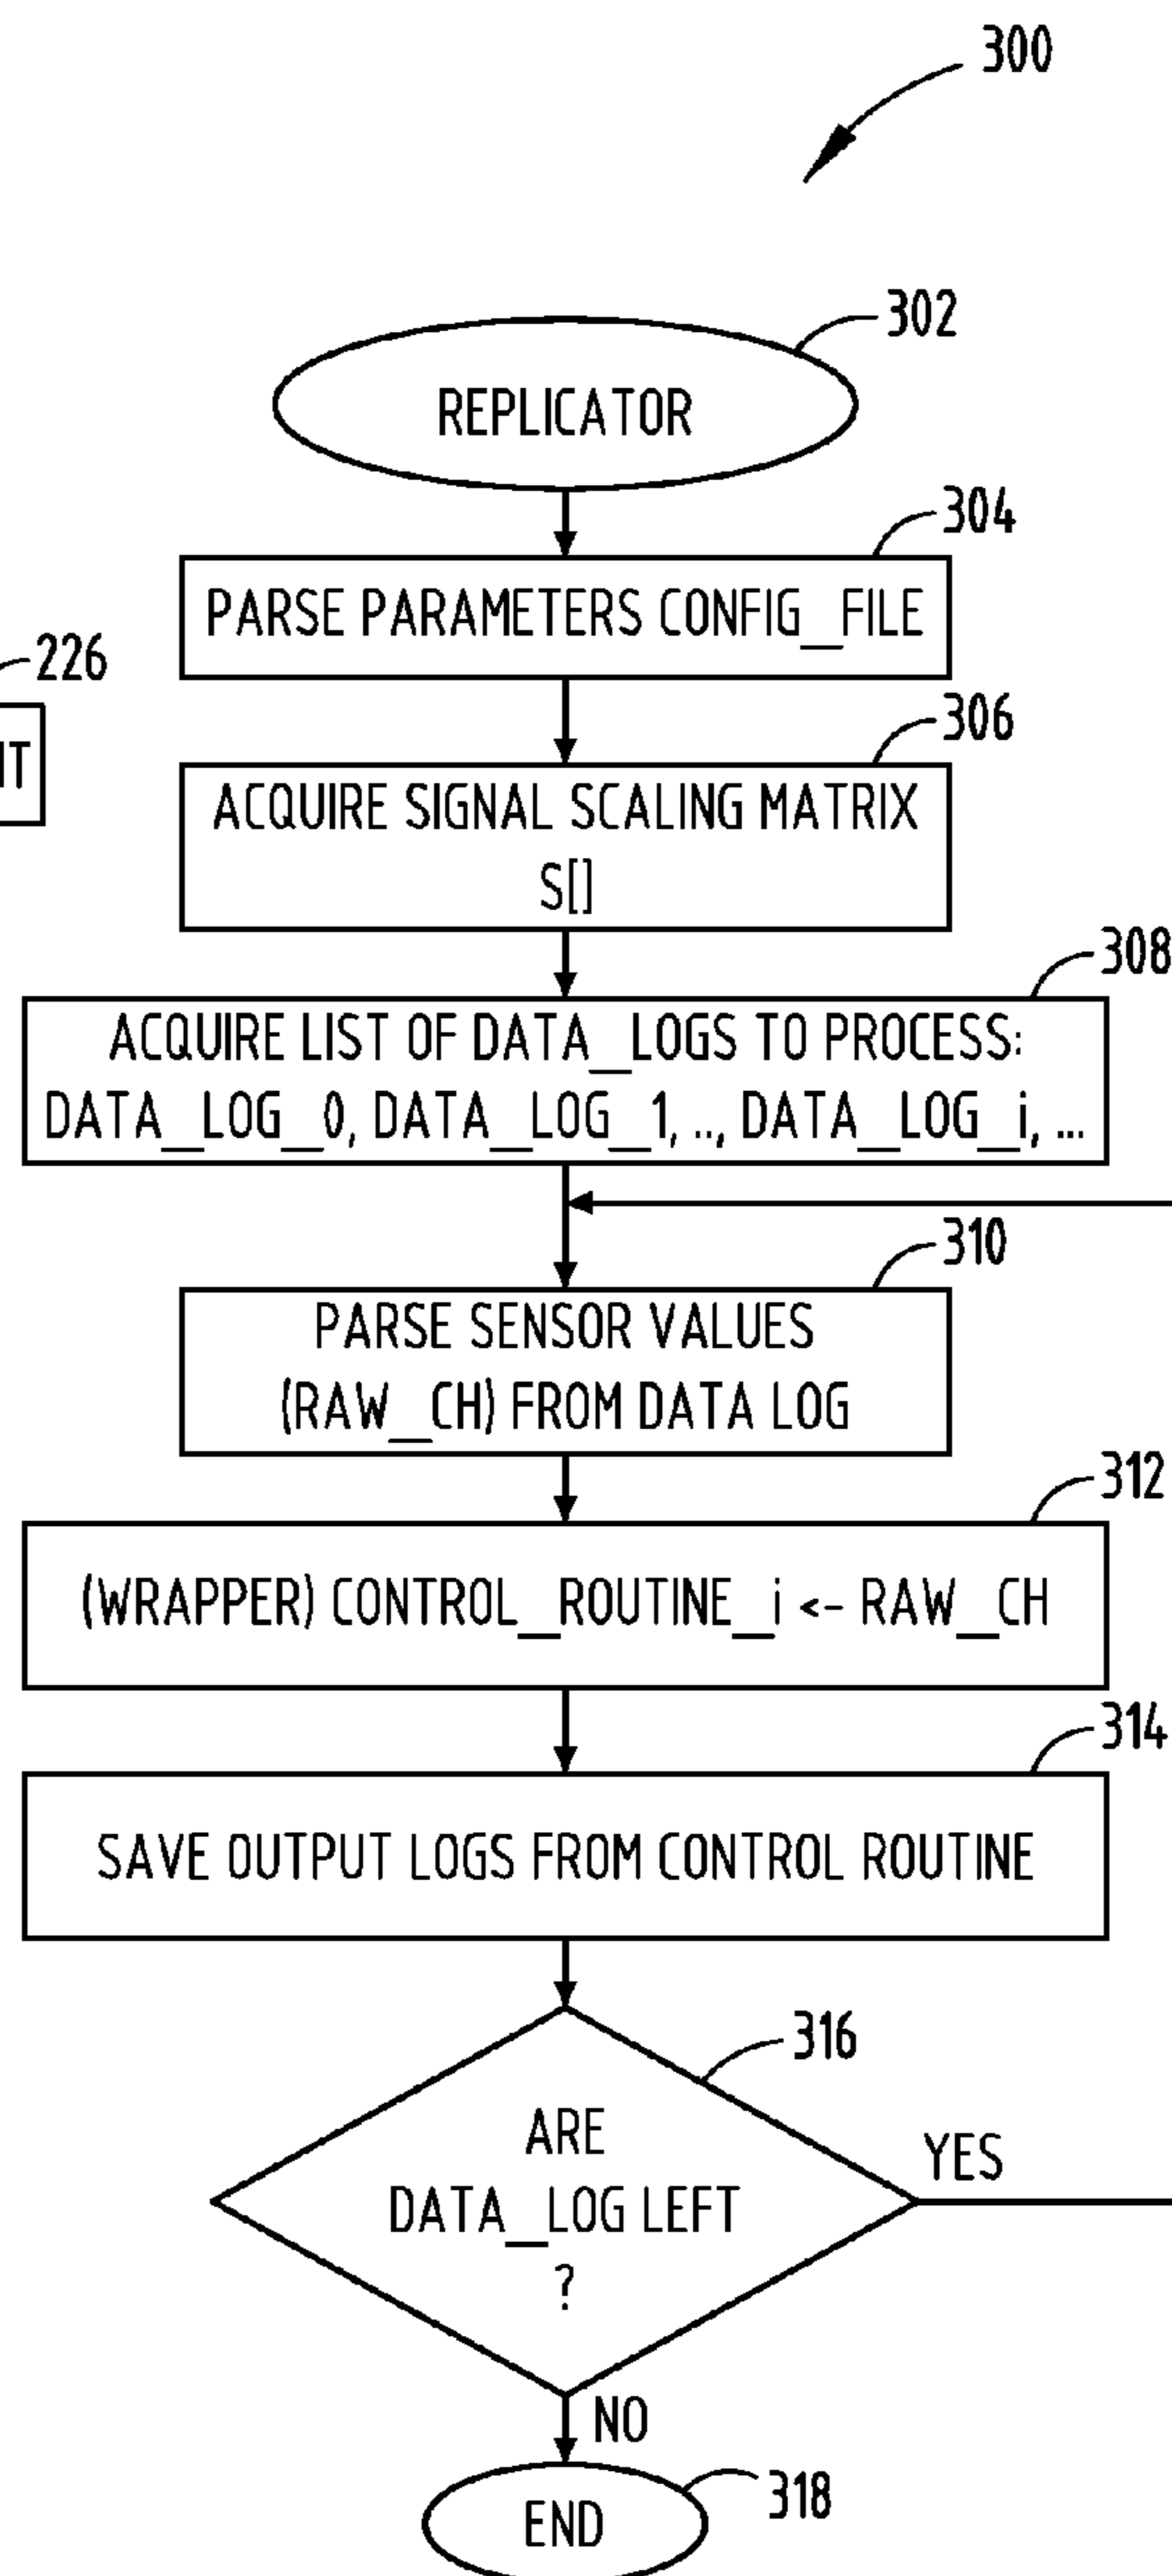 300
302
REPLICATOR
304
PARSE PARAMETERS CONFIG_FILE
226
IT
306
ACQUIRE SIGNAL SCALING MATRIX
S[]
308
ACQUIRE LIST OF DATA_LOGS TO PROCESS:
DATA_LOG_0, DATA_LOG_1, .., DATA_LOG_i, ...
310
PARSE SENSOR VALUES
(RAW_CH) FROM DATA LOG
312
(WRAPPER) CONTROL_ROUTINE_i <- RAW_CH
314
SAVE OUTPUT LOGS FROM CONTROL ROUTINE
316
ARE
DATA_LOG LEFT
?
YES
NO
318
END